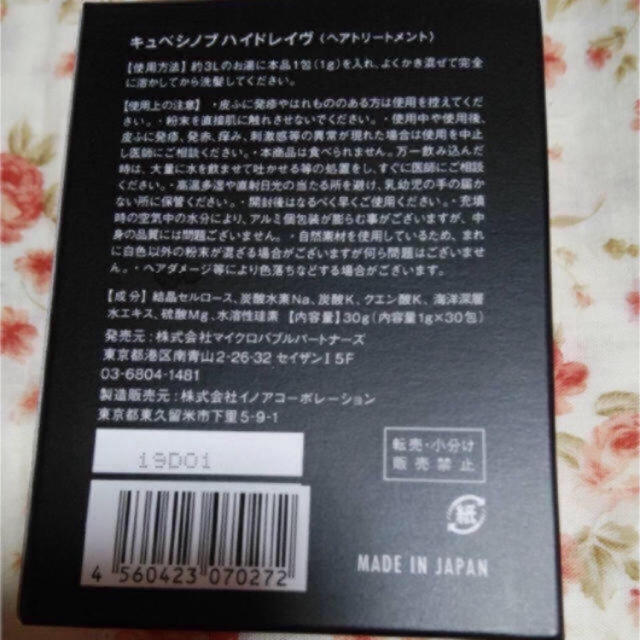 キュペシノブ ハイドレイヴ〈ヘアトリートメント〉
【使用方法】約3Lのお湯に本品1包(1g)を入れ、よくかき混ぜて完全
に溶かしてから洗髪してください。
【使用上の注意】・皮ふに発疹やはれもののある方は使用を控えてくだ
さい。・粉末を直接肌に触れさせないでください。・使用中や使用後、
皮ふに発疹、発赤、痒み、刺激感等の異常が現れた場合は使用を中止
し医師にご相談ください。・本商品は食べられません。万一飲み込んだ
時は、大量に水を飲ませて吐かせる等の処置をし、すぐに医師にご相談
ください。・高温多湿や直射日光の当たる所を避け、乳幼児の手の届か
ない所に保管ください。・開封後はなるべく早くご使用ください。・充填
時の空気中の水分により、アルミ個包装が膨らむ事がございますが、中
身の品質には問題ございません。・自然素材を使用しているため、まれ
に白色以外の粉末が混ざる場合がございますが何ら問題はございませ
ん。・ヘアダメージ等により色落ちなどする場合がございます。
【成分】結晶セルロース、炭酸水素Na、炭酸K、クエン酸K、海洋深層
水エキス、硫酸Mg、水溶性珪素【内容量】30g(内容量1g×30包)
発売元:株式会社マイクロバブルパートナーズ
東京都港区南青山2-26-32 セイザンI 5F
03-6804-1481
製造販売元:株式会社イノアコーポレーション
東京都東久留米市下里5-9-1
19D01
転売・小分け
販売禁止
紙
4 560423 070272
MADE IN JAPAN